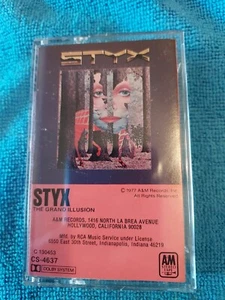 STYX
STYX
THE GRAND ILLUSION
© 1977 A&M Records, Inc.
All Rights Reserved
A&M RECORDS, 1416 NORTH LA BREA AVENUE
HOLLYWOOD, CALIFORNIA 90028
Mfd. by RCA Music Service under License
6550 East 30th Street, Indianapolis, Indiana 46219
CS-4637
DOLBY SYSTEM
A&M